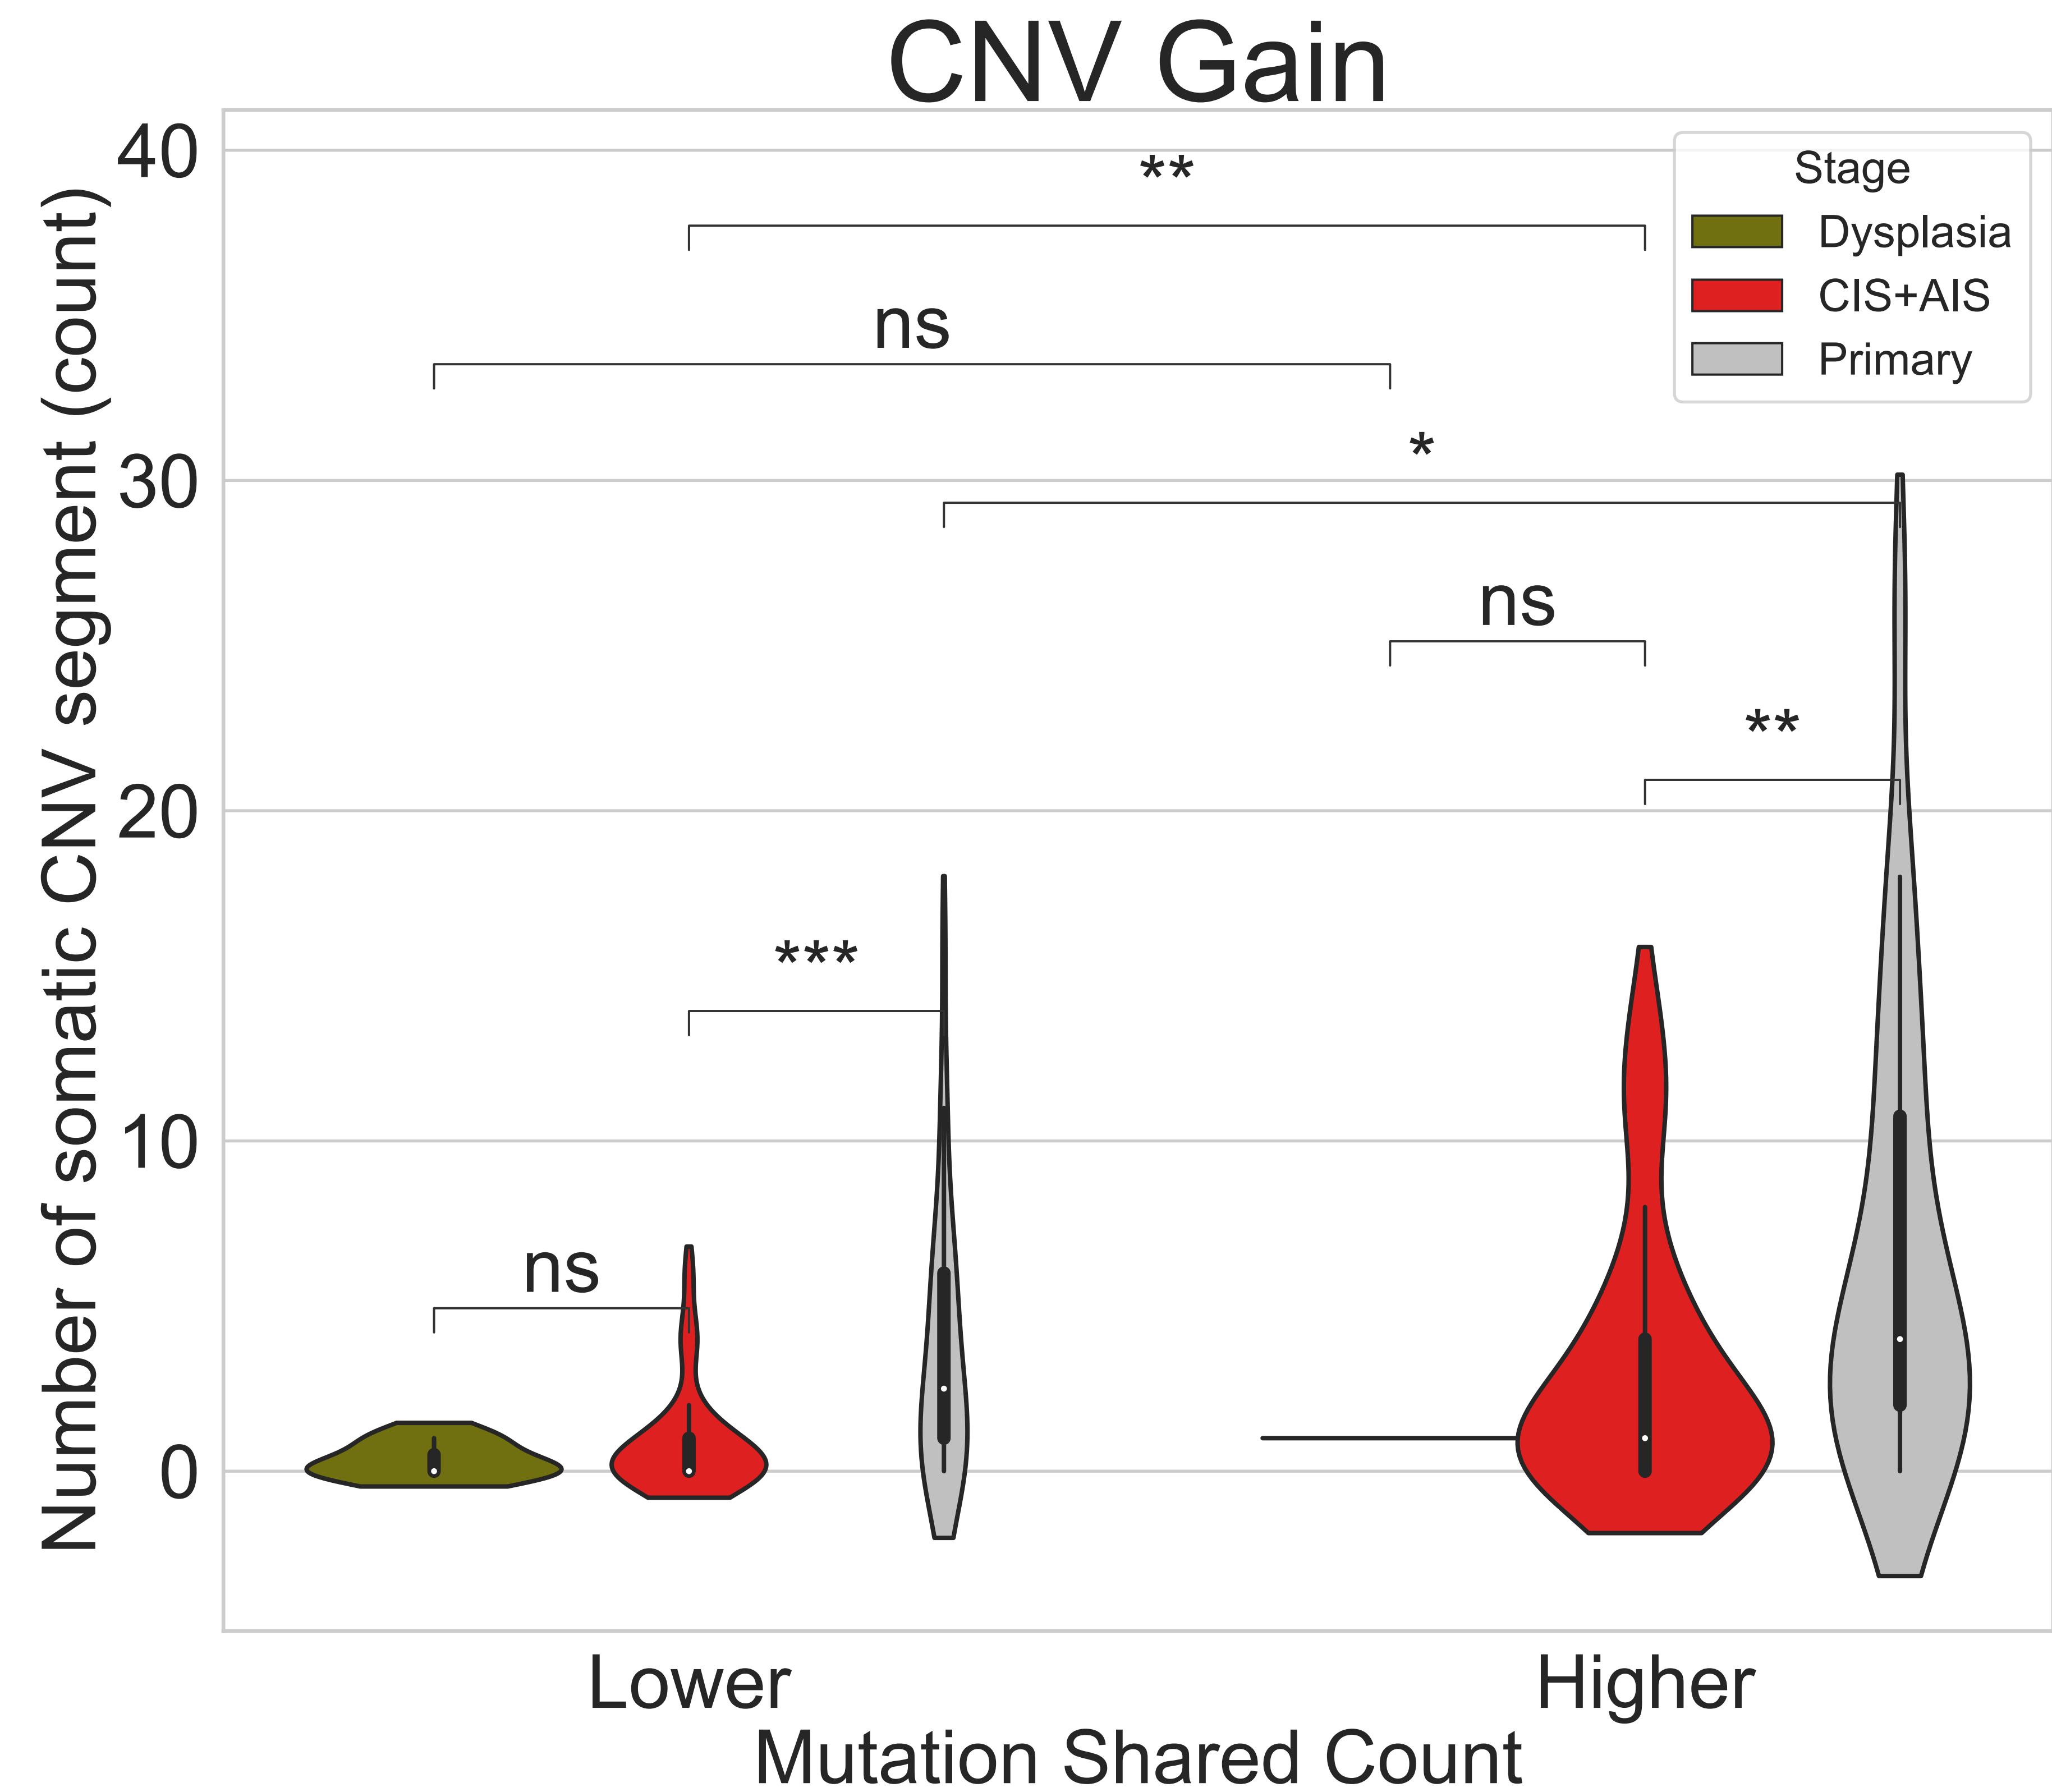 CNV Gain
Number of somatic CNV segment (count)
40
30
20
10
0
**
ns
*
ns
**
***
ns
Stage
Dysplasia
CIS+AIS
Primary
Lower
Higher
Mutation Shared Count